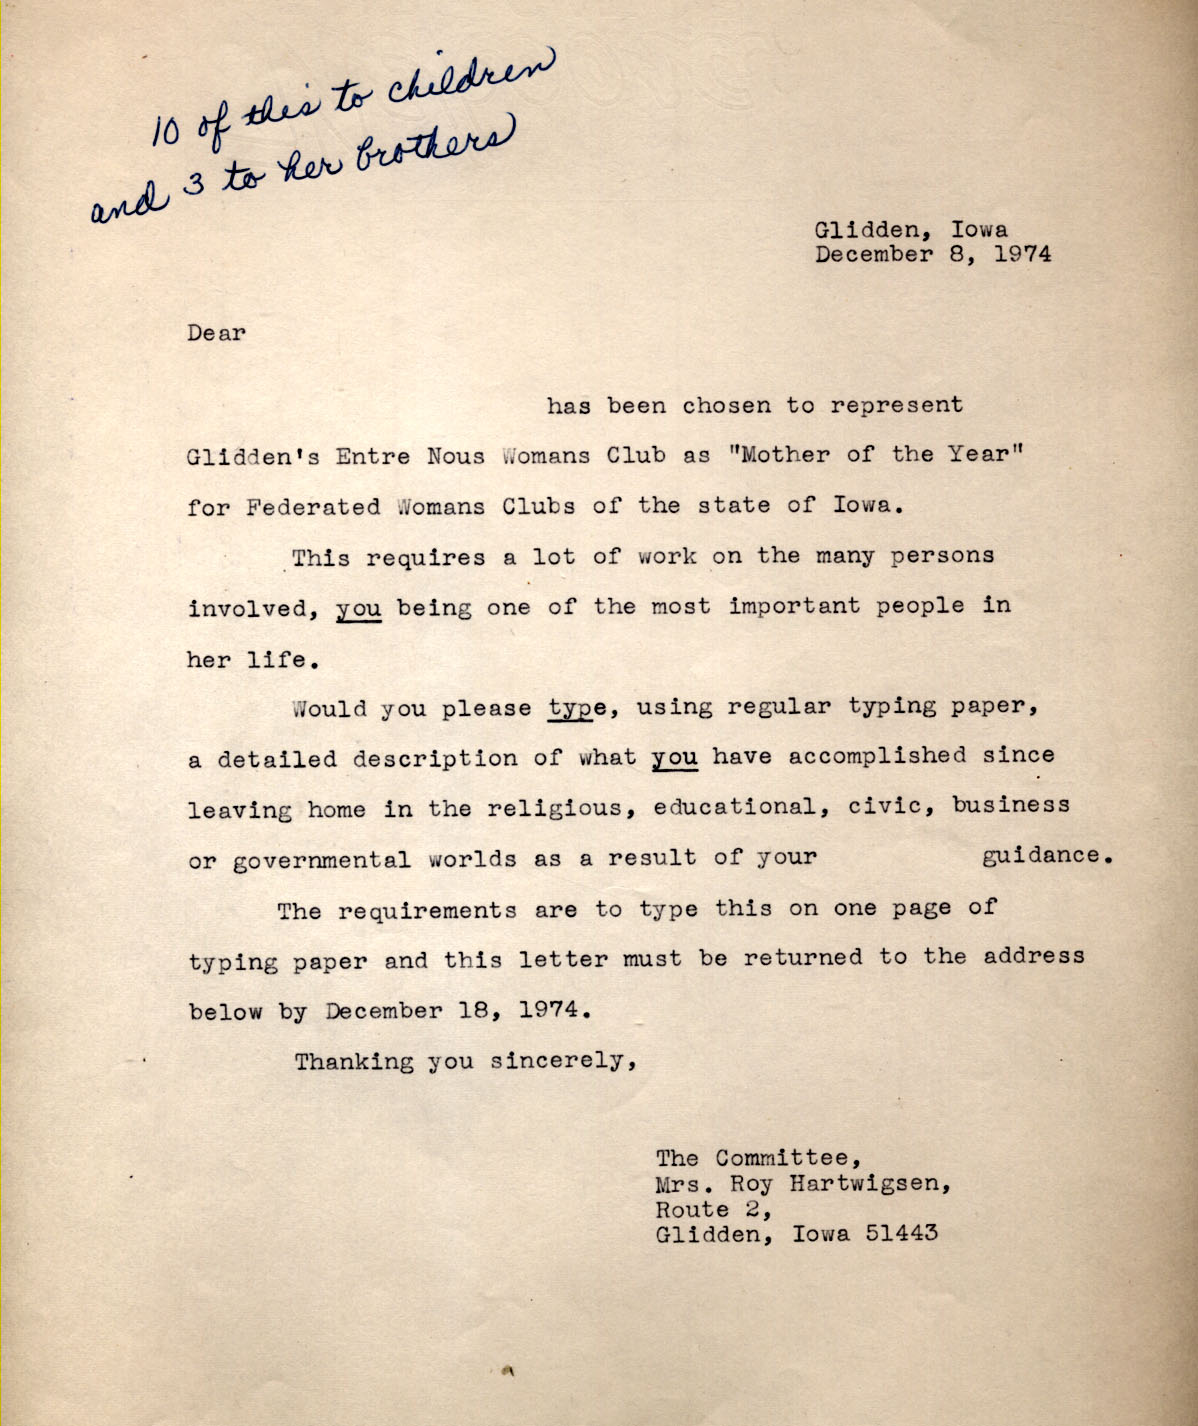 10 of this to children
and 3 to her brothers
Glidden, Iowa
December 8, 1974
Dear
has been chosen to represent
Glidden's Entre Nous Womans Club as "Mother of the Year"
for Federated Womans Clubs of the state of Iowa.
This requires a lot of work on the many persons
involved, you being one of the most important people in
her life.
Would you please type, using regular typing paper,
a detailed description of what you have accomplished since
leaving home in the religious, educational, civic, business
or governmental worlds as a result of your guidance.
The requirements are to type this on one page of
typing paper and this letter must be returned to the address
below by December 18, 1974.
Thanking you sincerely,
The Committee,
Mrs. Roy Hartwigsen,
Route 2,
Glidden, Iowa 51443